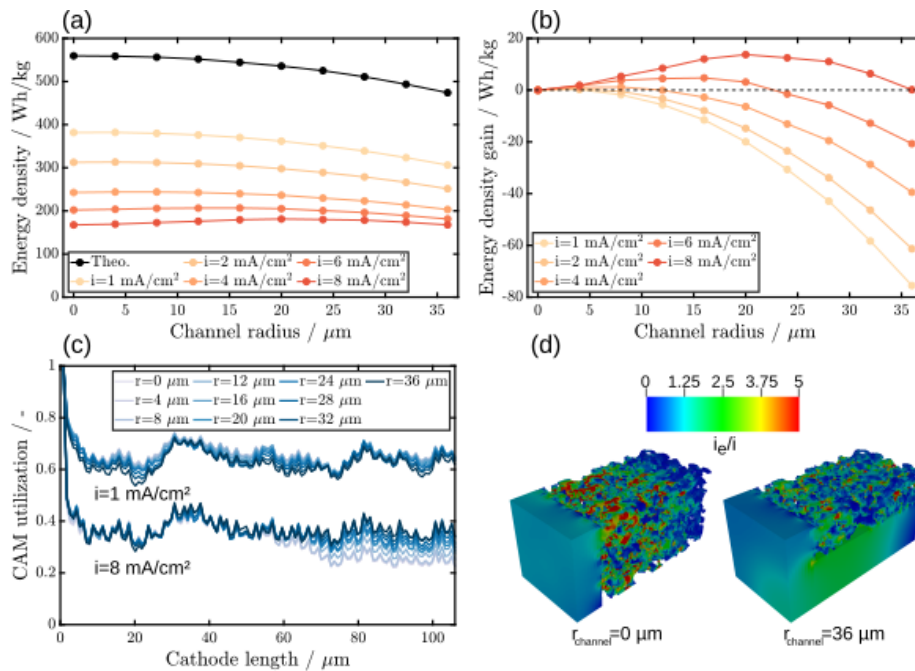 (a)
600
500
400
300
200
100
0
Energy density / Wh/kg
Theo.
i=1 mA/cm²
i=2 mA/cm²
i=4 mA/cm²
i=6 mA/cm²
i=8 mA/cm²
0 5 10 15 20 25 30 35
Channel radius / μm
(b)
20
0
-20
-40
-60
-80
Energy density gain / Wh/kg
i=1 mA/cm²
i=2 mA/cm²
i=4 mA/cm²
i=6 mA/cm²
i=8 mA/cm²
0 5 10 15 20 25 30 35
Channel radius / μm
(c)
1
0.8
0.6
0.4
0.2
0
CAM utilization / -
r=0 μm r=12 μm r=24 μm r=36 μm
r=4 μm r=16 μm r=28 μm
r=8 μm r=20 μm r=32 μm
i=1 mA/cm²
i=8 mA/cm²
0 20 40 60 80 100
Cathode length / μm
(d)
0 1.25 2.5 3.75 5
i_e/i
r_channel=0 μm
r_channel=36 μm